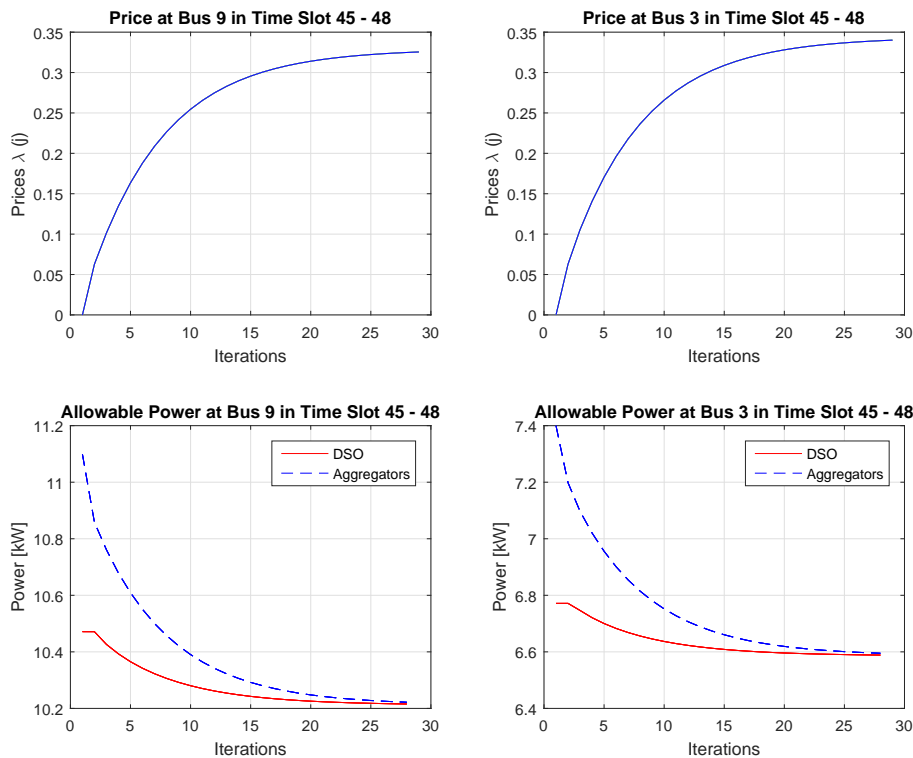 Price at Bus 9 in Time Slot 45 - 48
0.35
0.3
0.25
0.2
0.15
0.1
0.05
0
Prices λ (j)
0 5 10 15 20 25 30
Iterations
Price at Bus 3 in Time Slot 45 - 48
0.35
0.3
0.25
0.2
0.15
0.1
0.05
0
Prices λ (j)
0 5 10 15 20 25 30
Iterations
Allowable Power at Bus 9 in Time Slot 45 - 48
11.2
11
10.8
10.6
10.4
10.2
Power [kW]
DSO
Aggregators
0 5 10 15 20 25 30
Iterations
Allowable Power at Bus 3 in Time Slot 45 - 48
7.4
7.2
7
6.8
6.6
6.4
Power [kW]
DSO
Aggregators
0 5 10 15 20 25 30
Iterations